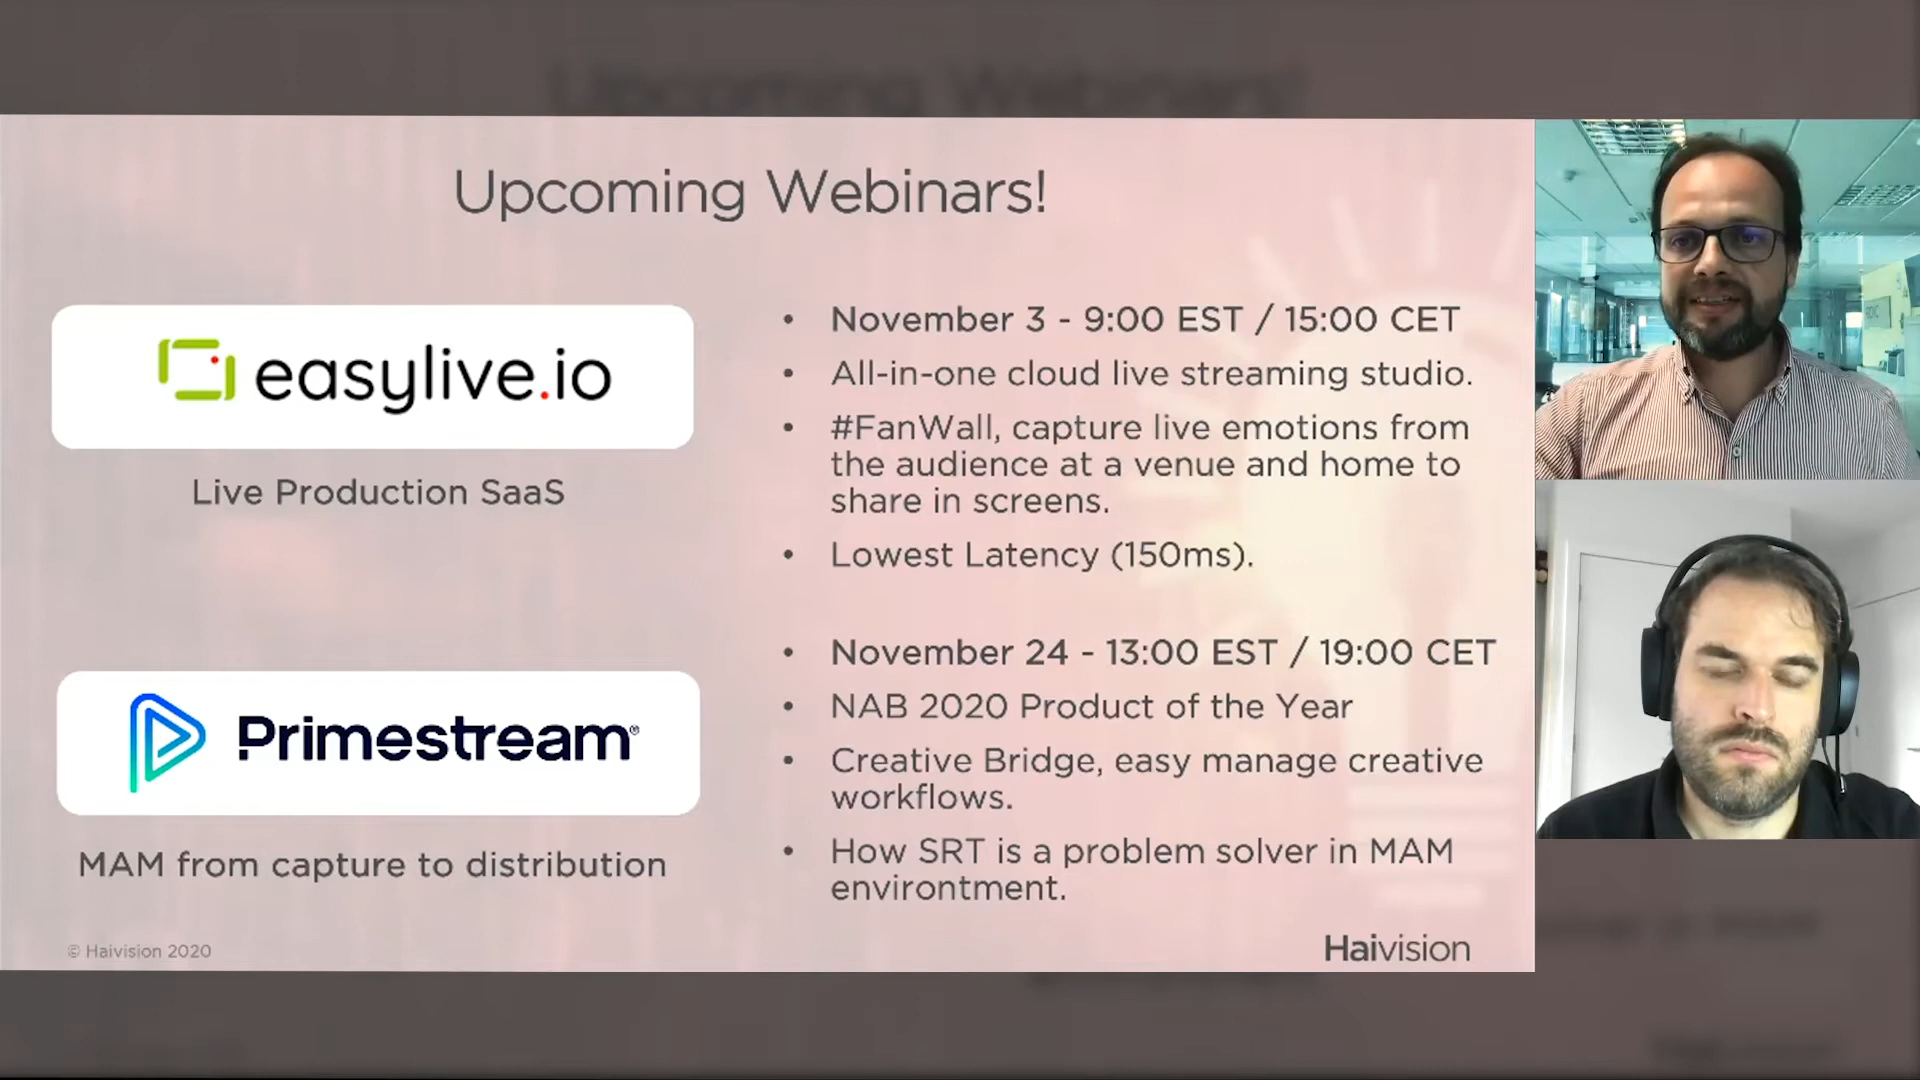 Upcoming Webinars!
easylive.io
Live Production SaaS
• November 3 - 9:00 EST / 15:00 CET
• All-in-one cloud live streaming studio.
• #FanWall, capture live emotions from
the audience at a venue and home to
share in screens.
• Lowest Latency (150ms).
Primestream®
MAM from capture to distribution
• November 24 - 13:00 EST / 19:00 CET
• NAB 2020 Product of the Year
• Creative Bridge, easy manage creative
workflows.
• How SRT is a problem solver in MAM
environtment.
© Haivision 2020
Haivision